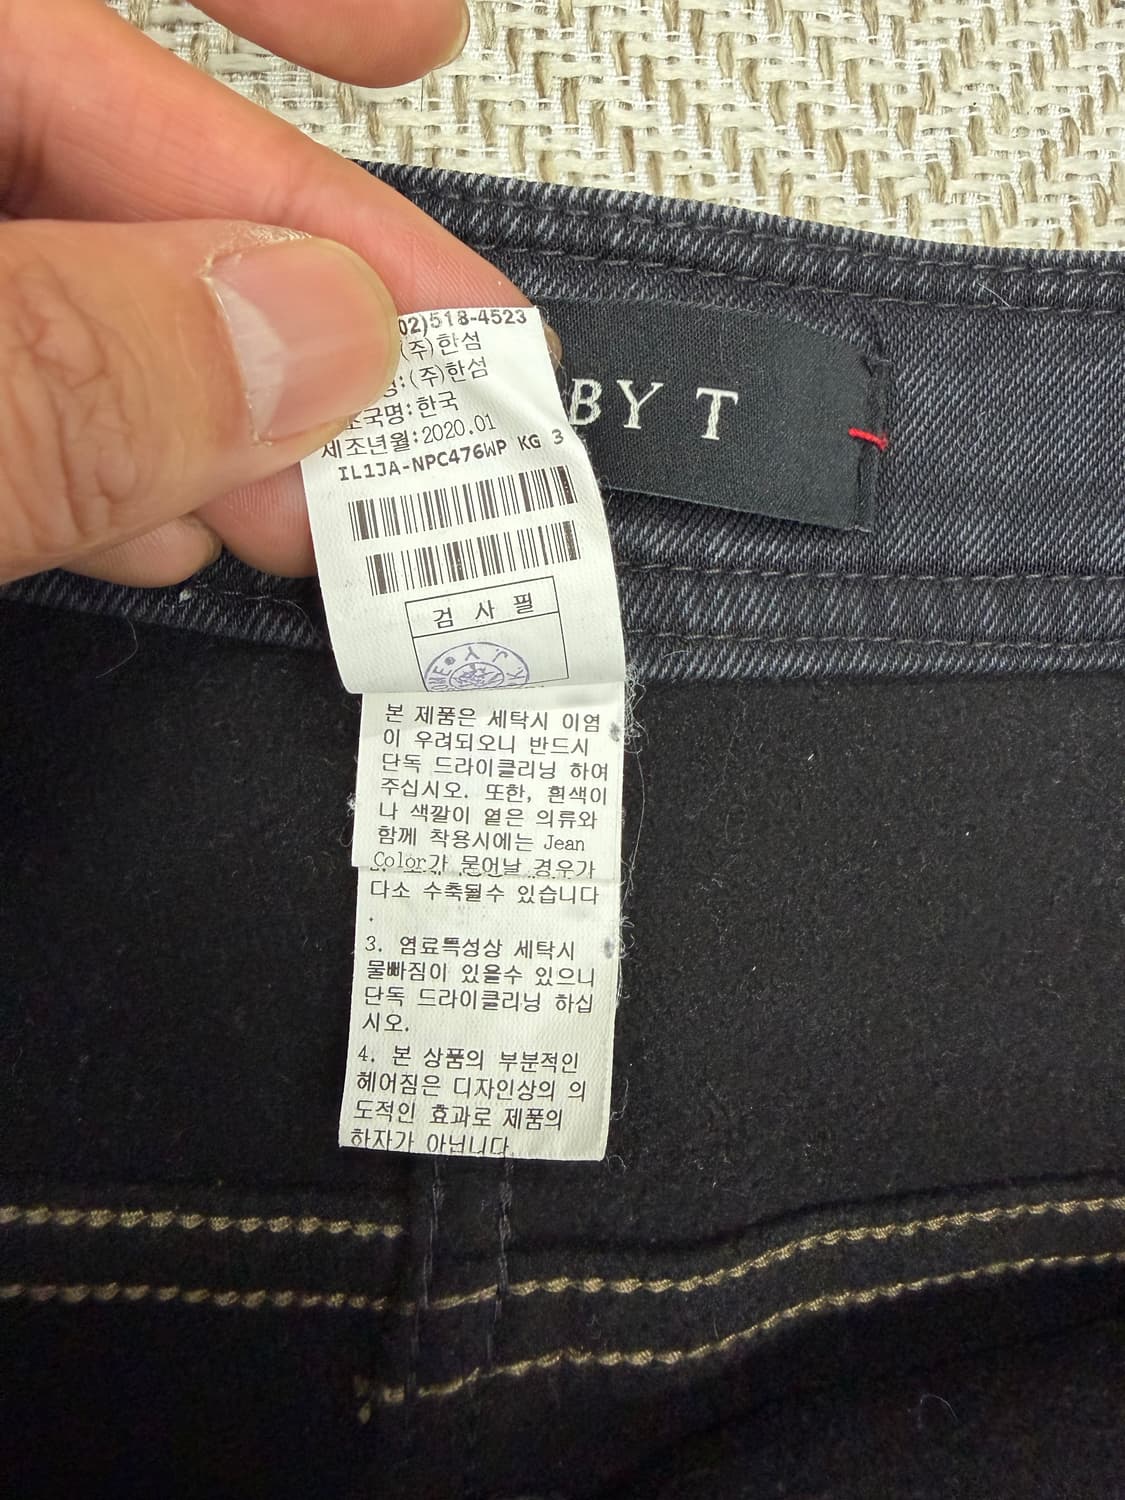 02)518-4523
(주)한섬
명:(주)한섬
조국명:한국
제조년월:2020.01
IL1JA-NPC476WP KG 3
BY T
검 사 필
본 제품은 세탁시 이염
이 우려되오니 반드시
단독 드라이클리닝 하여
주십시오. 또한, 흰색이
나 색깔이 옅은 의류와
함께 착용시에는 Jean
Color가 묻어날 경우가
다소 수축될수 있습니다
.
3. 염료특성상 세탁시
물빠짐이 있을수 있으니
단독 드라이클리닝 하십
시오.
4. 본 상품의 부분적인
헤어짐은 디자인상의 의
도적인 효과로 제품의
하자가 아닙니다.